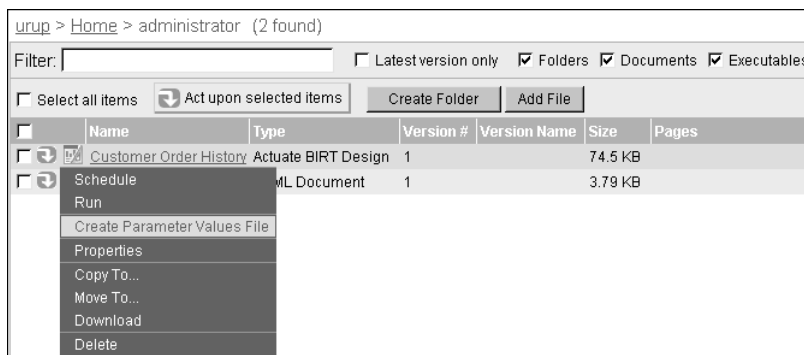 urup > Home > administrator (2 found)
Filter: Latest version only Folders Documents Executables
Select all items Act upon selected items Create Folder Add File
Name Type Version # Version Name Size Pages
Customer Order History Actuate BIRT Design 1 74.5 KB
ML Document 1 3.79 KB
Schedule
Run
Create Parameter Values File
Properties
Copy To...
Move To...
Download
Delete